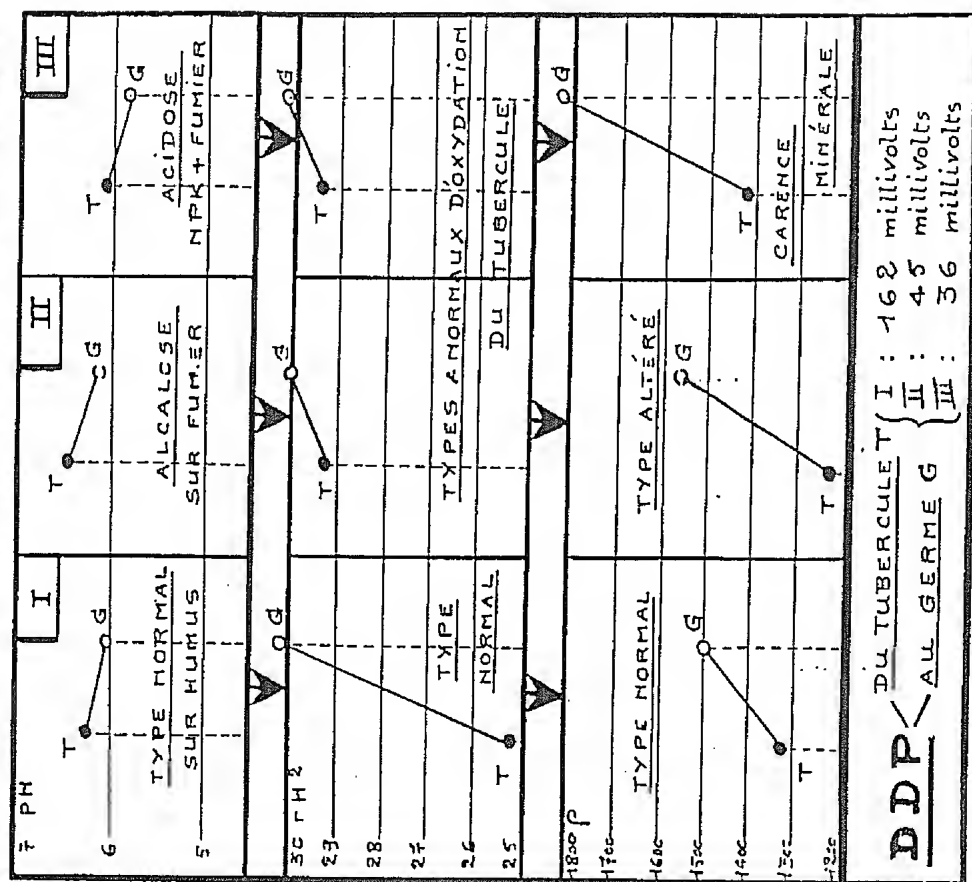 I
II
III
7 PH
6
5
T
G
TYPE NORMAL
SUR HUMUS
T
G
ALCALOSE
SUR FUMIER
T
G
ACIDOSE
NPK + FUMIER
30 rH²
29
28
27
26
25
T
G
TYPE
NORMAL
T
G
T
G
TYPES ANORMAUX D'OXYDATION
DU TUBERCULE
1800 ρ
1700
1600
1500
1400
1300
1200
T
G
TYPE NORMAL
T
G
TYPE ALTÉRÉ
T
G
CARENCE
MINÉRALE
DDP
DU TUBERCULE T
AU GERME G
I : 162 millivolts
II : 45 millivolts
III : 36 millivolts